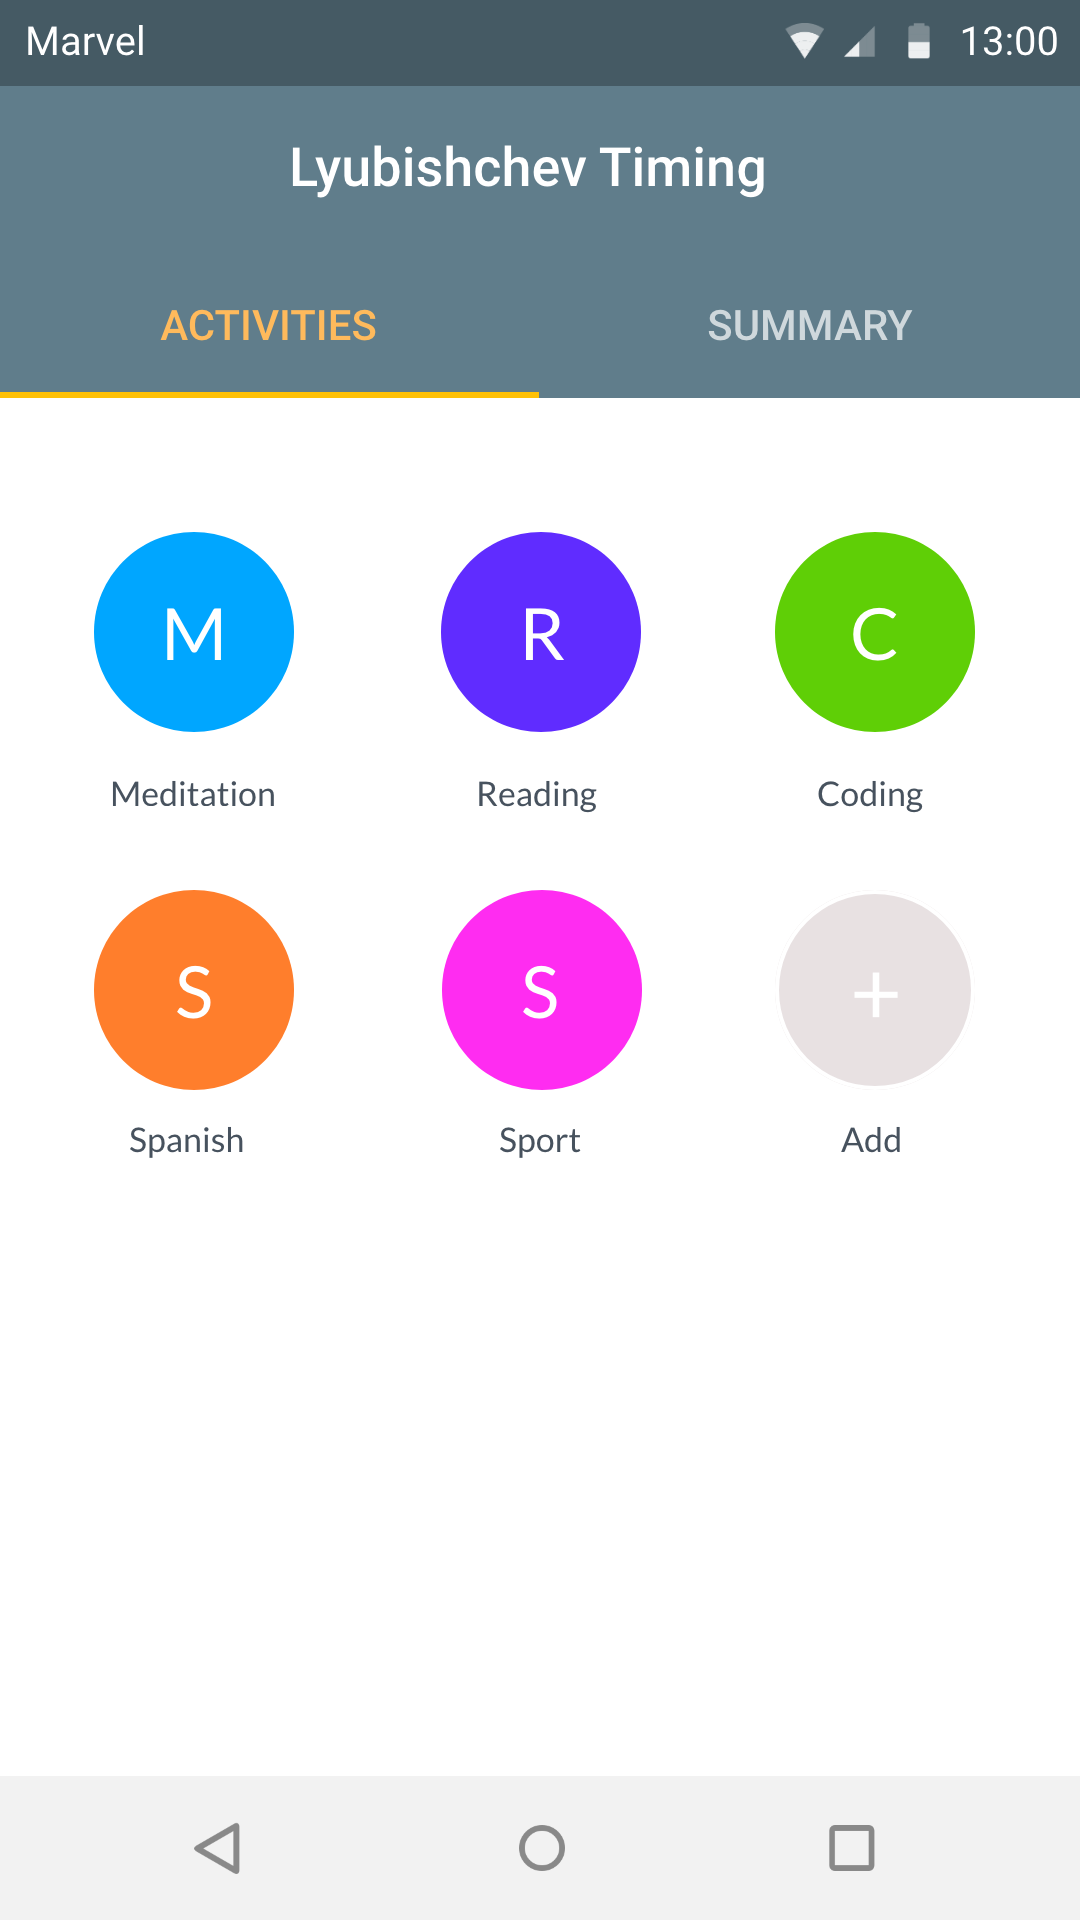 Marvel 13:00
Lyubishchev Timing
ACTIVITIES SUMMARY
M R C
Meditation Reading Coding
S S +
Spanish Sport Add